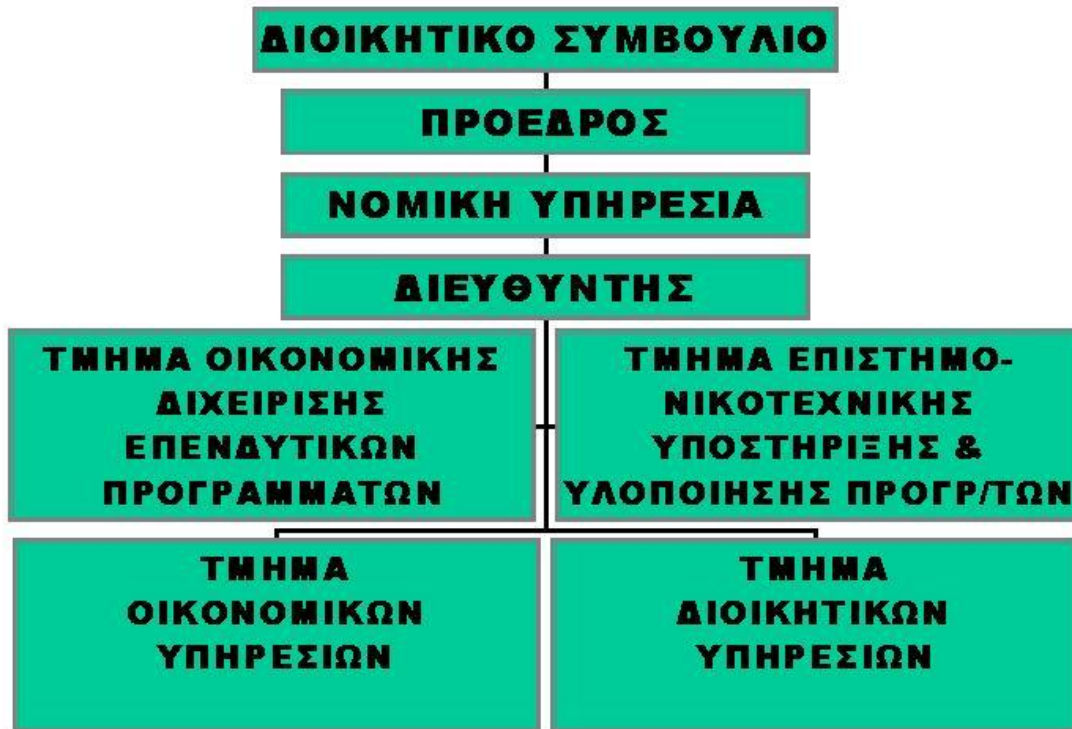 ΔΙΟΙΚΗΤΙΚΟ ΣΥΜΒΟΥΛΙΟ
ΠΡΟΕΔΡΟΣ
ΝΟΜΙΚΗ ΥΠΗΡΕΣΙΑ
ΔΙΕΥΘΥΝΤΗΣ
ΤΜΗΜΑ ΟΙΚΟΝΟΜΙΚΗΣ
ΔΙΧΕΙΡΙΣΗΣ
ΕΠΕΝΔΥΤΙΚΩΝ
ΠΡΟΓΡΑΜΜΑΤΩΝ
ΤΜΗΜΑ ΕΠΙΣΤΗΜΟ-
ΝΙΚΟΤΕΧΝΙΚΗΣ
ΥΠΟΣΤΗΡΙΞΗΣ &
ΥΛΟΠΟΙΗΣΗΣ ΠΡΟΓΡ/ΤΩΝ
ΤΜΗΜΑ
ΟΙΚΟΝΟΜΙΚΩΝ
ΥΠΗΡΕΣΙΩΝ
ΤΜΗΜΑ
ΔΙΟΙΚΗΤΙΚΩΝ
ΥΠΗΡΕΣΙΩΝ